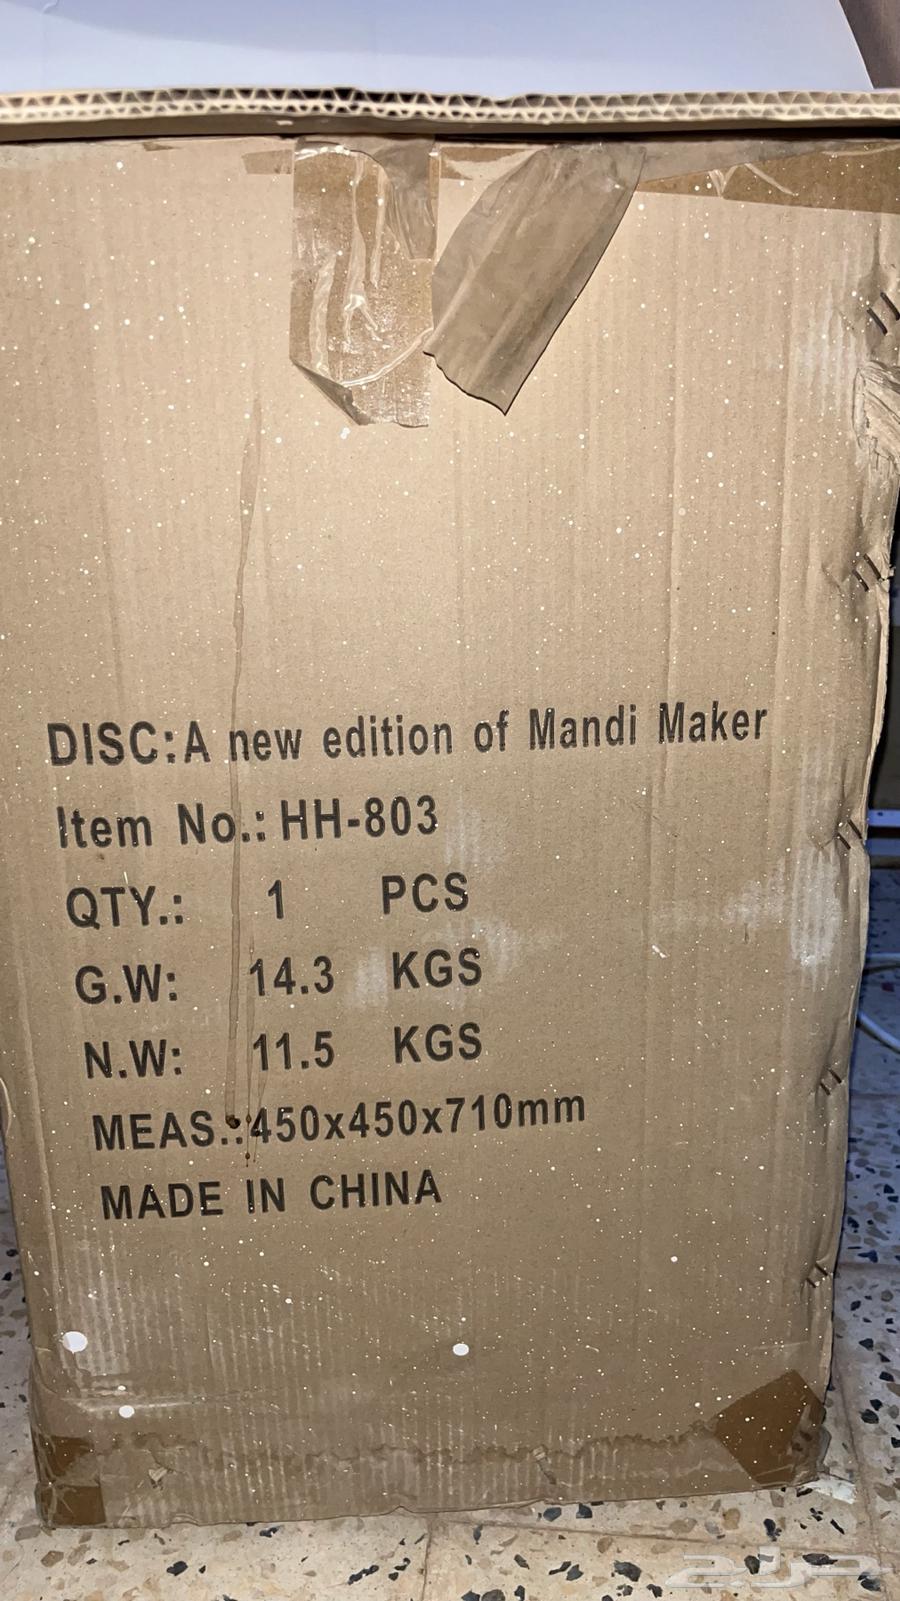 DISC:A new edition of Mandi Maker
Item No.: HH-803
QTY.: 1 PCS
G.W: 14.3 KGS
N.W: 11.5 KGS
MEAS.:450x450x710mm
MADE IN CHINA
حراج